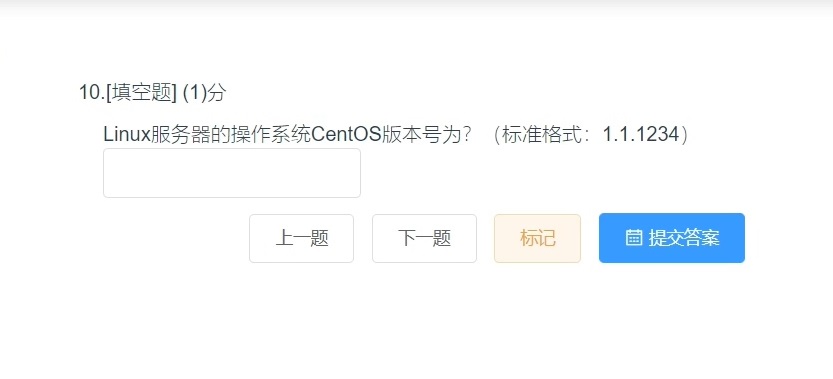 10.[填空题] (1)分
Linux服务器的操作系统CentOS版本号为？（标准格式：1.1.1234）
上一题 下一题 标记 提交答案